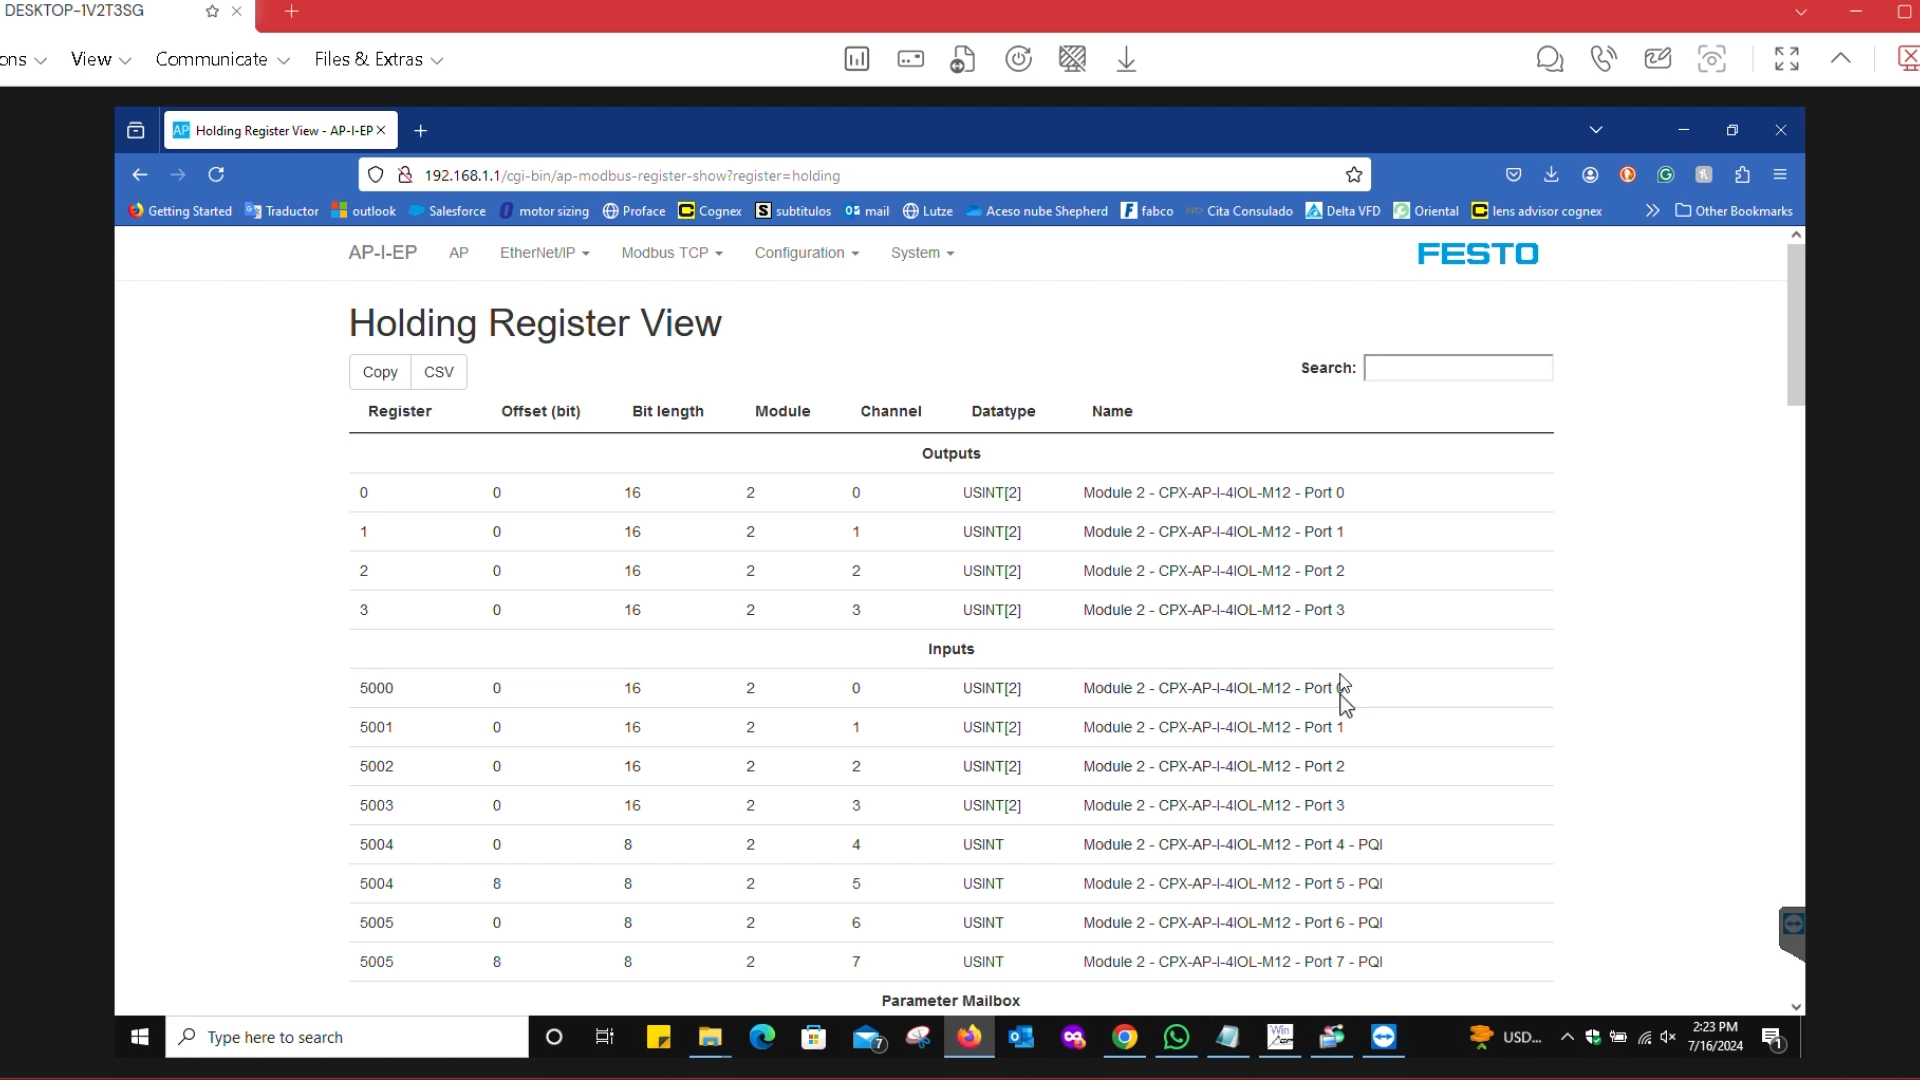 DESKTOP-1V2T3SG
ons View Communicate Files & Extras
AP Holding Register View - AP-I-EP
192.168.1.1/cgi-bin/ap-modbus-register-show?register=holding
Getting Started Traductor outlook Salesforce motor sizing Proface Cognex subtitulos mail Lutze Aceso nube Shepherd fabco Cita Consulado Delta VFD Oriental lens advisor cognex Other Bookmarks
AP-I-EP AP EtherNet/IP Modbus TCP Configuration System FESTO
Holding Register View
Copy CSV Search:
Register Offset (bit) Bit length Module Channel Datatype Name
Outputs
0 0 16 2 0 USINT[2] Module 2 - CPX-AP-I-4IOL-M12 - Port 0
1 0 16 2 1 USINT[2] Module 2 - CPX-AP-I-4IOL-M12 - Port 1
2 0 16 2 2 USINT[2] Module 2 - CPX-AP-I-4IOL-M12 - Port 2
3 0 16 2 3 USINT[2] Module 2 - CPX-AP-I-4IOL-M12 - Port 3
Inputs
5000 0 16 2 0 USINT[2] Module 2 - CPX-AP-I-4IOL-M12 - Port 0
5001 0 16 2 1 USINT[2] Module 2 - CPX-AP-I-4IOL-M12 - Port 1
5002 0 16 2 2 USINT[2] Module 2 - CPX-AP-I-4IOL-M12 - Port 2
5003 0 16 2 3 USINT[2] Module 2 - CPX-AP-I-4IOL-M12 - Port 3
5004 0 8 2 4 USINT Module 2 - CPX-AP-I-4IOL-M12 - Port 4 - PQI
5004 8 8 2 5 USINT Module 2 - CPX-AP-I-4IOL-M12 - Port 5 - PQI
5005 0 8 2 6 USINT Module 2 - CPX-AP-I-4IOL-M12 - Port 6 - PQI
5005 8 8 2 7 USINT Module 2 - CPX-AP-I-4IOL-M12 - Port 7 - PQI
Parameter Mailbox
Type here to search 7 Win USD... 2:23 PM
7/16/2024 1